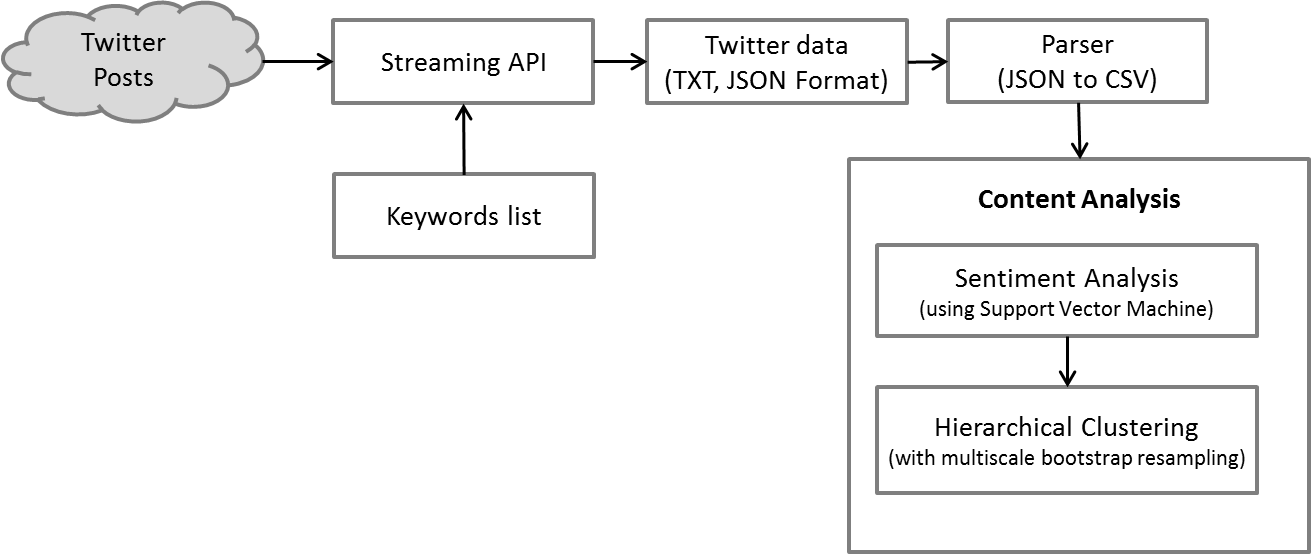 Twitter
Posts
Streaming API
Twitter data
(TXT, JSON Format)
Parser
(JSON to CSV)
Keywords list
Content Analysis
Sentiment Analysis
(using Support Vector Machine)
Hierarchical Clustering
(with multiscale bootstrap resampling)